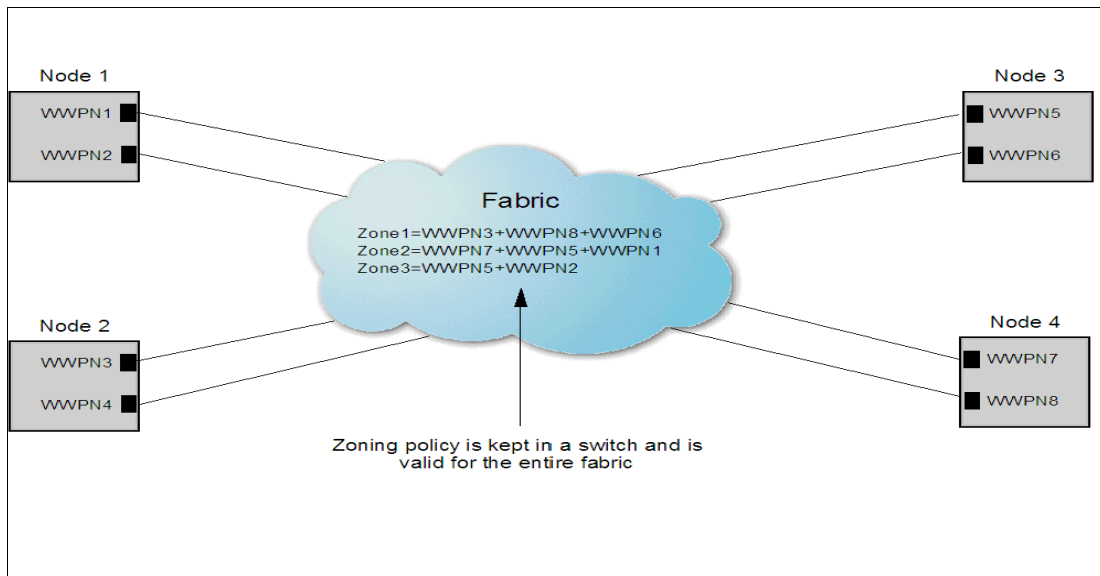 Node 1
WWPN1
WWPN2
Node 3
WWPN5
WWPN6
Fabric
Zone1=WWPN3+WWPN8+WWPN6
Zone2=WWPN7+WWPN5+WWPN1
Zone3=WWPN5+WWPN2
Node 2
WWPN3
WWPN4
Node 4
WWPN7
WWPN8
Zoning policy is kept in a switch and is
valid for the entire fabric